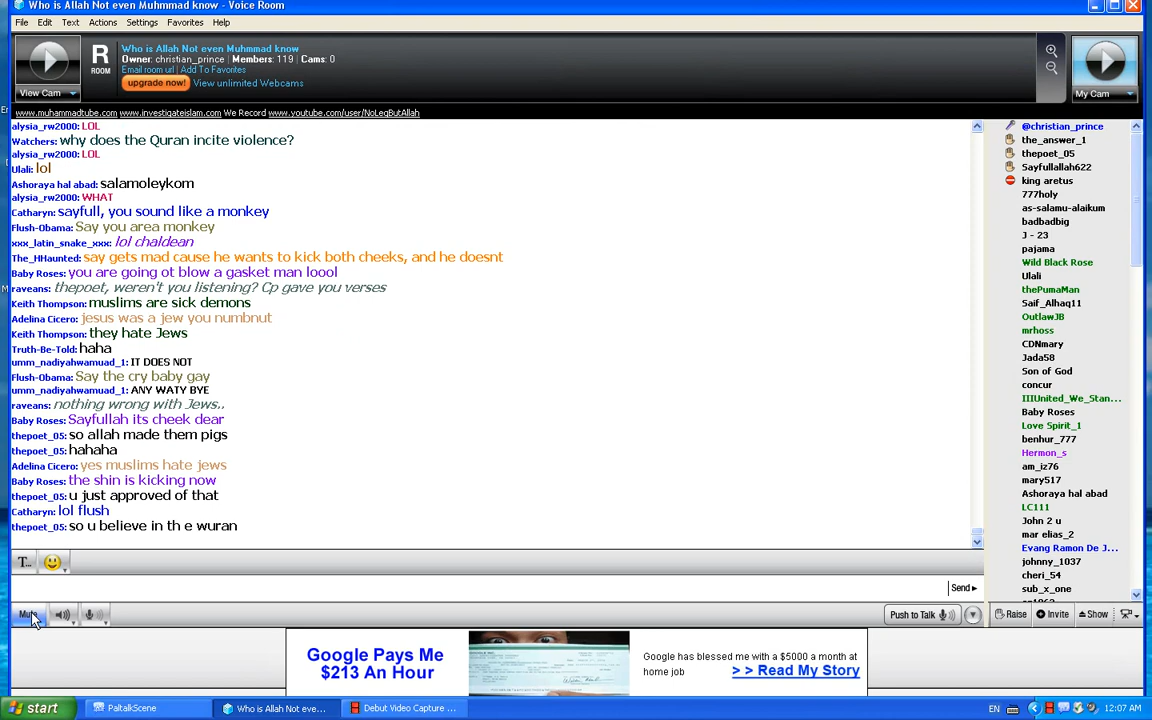 Who is Allah Not even Muhmmad know - Voice Room
File Edit Text Actions Settings Favorites Help
R
ROOM
Who is Allah Not even Muhmmad know
Owner: christian_prince | Members: 119 | Cams: 0
Email room url | Add To Favorites
upgrade now! View unlimited Webcams
View Cam
My Cam
www.muhammadtube.com www.investigateislam.com We Record www.youtube.com/user/NoLegButAllah
alysia_rw2000: LOL
Watchers: why does the Quran incite violence?
alysia_rw2000: LOL
Ulali: lol
Ashoraya hal abad: salamoleykom
alysia_rw2000: WHAT
Catharyn: sayfull, you sound like a monkey
Flush-Obama: Say you area monkey
xxx_latin_snake_xxx: lol chaldean
The_HHaunted: say gets mad cause he wants to kick both cheeks, and he doesnt
Baby Roses: you are going ot blow a gasket man loool
raveans: thepoet, weren't you listening? Cp gave you verses
Keith Thompson: muslims are sick demons
Adelina Cicero: jesus was a jew you numbnut
Keith Thompson: they hate Jews
Truth-Be-Told: haha
umm_nadiyahwamuad_1: IT DOES NOT
Flush-Obama: Say the cry baby gay
umm_nadiyahwamuad_1: ANY WATY BYE
raveans: nothing wrong with Jews..
Baby Roses: Sayfullah its cheek dear
thepoet_05: so allah made them pigs
thepoet_05: hahaha
Adelina Cicero: yes muslims hate jews
Baby Roses: the shin is kicking now
thepoet_05: u just approved of that
Catharyn: lol flush
thepoet_05: so u believe in th e wuran
@christian_prince
the_answer_1
thepoet_05
Sayfullallah622
king aretus
777holy
as-salamu-alaikum
badbadbig
J - 23
pajama
Wild Black Rose
Ulali
thePumaMan
Saif_Alhaq11
OutlawJB
mrhoss
CDNmary
Jada58
Son of God
concur
IIIUnited_We_Stan...
Baby Roses
Love Spirit_1
benhur_777
Hermon_s
am_iz76
mary517
Ashoraya hal abad
LC111
John 2 u
mar elias_2
Evang Ramon De J...
johnny_1037
cheri_54
sub_x_one
T...
Send
Mute
Push to Talk
Raise Invite Show
Google Pays Me
$213 An Hour
Google has blessed me with a $5000 a month at
home job
> > Read My Story
start
PaltalkScene
Who is Allah Not eve...
Debut Video Capture ...
EN
12:07 AM